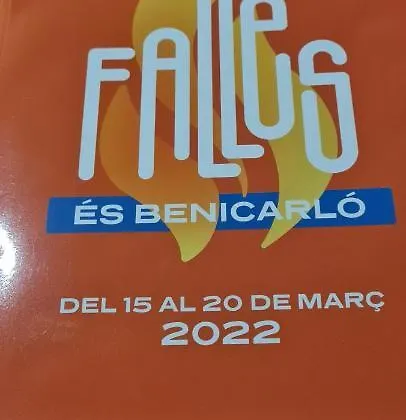 FALLES
ÉS BENICARLÓ
DEL 15 AL 20 DE MARÇ
2022